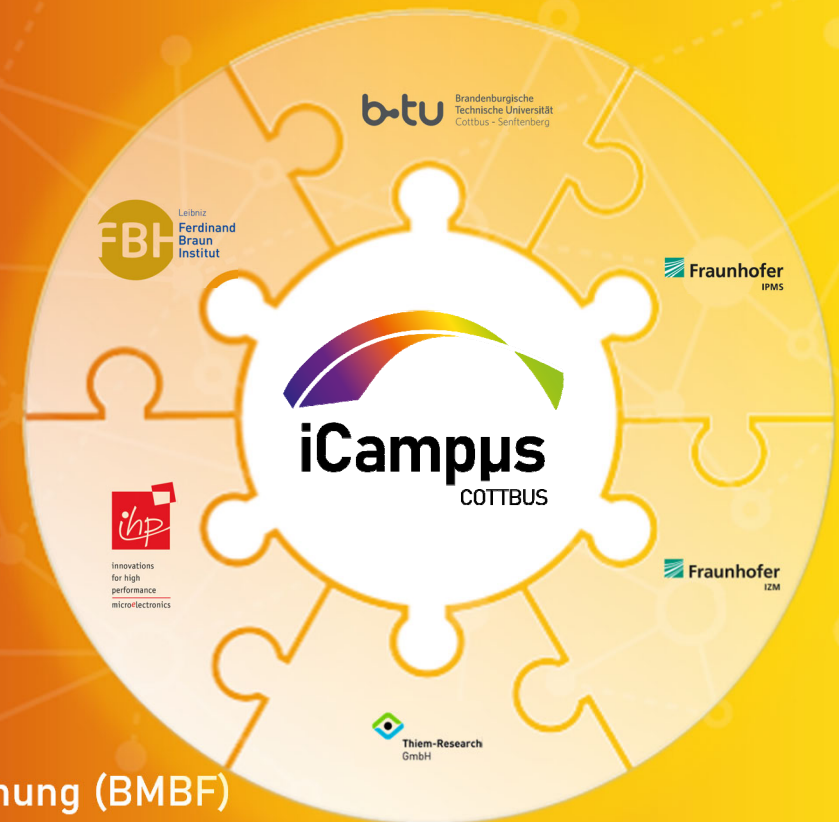 b-tu
Brandenburgische
Technische Universität
Cottbus - Senftenberg
FBH
Leibniz
Ferdinand
Braun
Institut
Fraunhofer
IPMS
iCampµs
COTTBUS
ihp
innovations
for high
performance
microelectronics
Fraunhofer
IZM
Thiem-Research
GmbH
(BMBF)